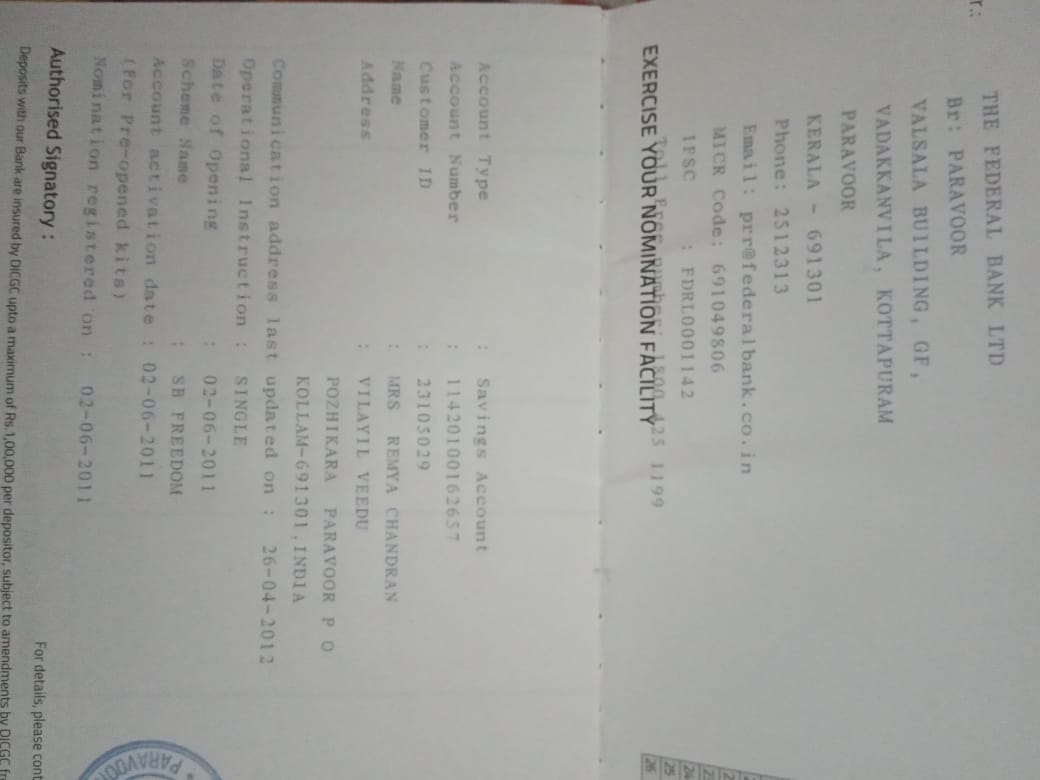 THE FEDERAL BANK LTD
Br: PARAVOOR
VALSALA BUILDING, GF,
VADAKKANVILA, KOTTAPURAM
PARAVOOR
KERALA - 691301
Phone: 2512313
Email: prr@federalbank.co.in
MICR Code: 691049806
IFSC : FDRL0001142
Toll Free number: 1800 425 1199
EXERCISE YOUR NOMINATION FACILITY
Account Type : Savings Account
Account Number : 11420100162657
Customer ID : 23105029
Name : MRS REMYA CHANDRAN
Address : VILAYIL VEEDU
POZHIKARA PARAVOOR P O
KOLLAM-691301, INDIA
Communication address last updated on : 26-04-2012
Operational Instruction : SINGLE
Date of Opening : 02-06-2011
Scheme Name : SB FREEDOM
Account activation date : 02-06-2011
(For Pre-opened kits)
Nomination registered on : 02-06-2011
Authorised Signatory :
For details, please cont
Deposits with our Bank are insured by DICGC upto a maximum of Rs.1,00,000 per depositor, subject to amendments by DICGC fr
PARAVOOR
25
26